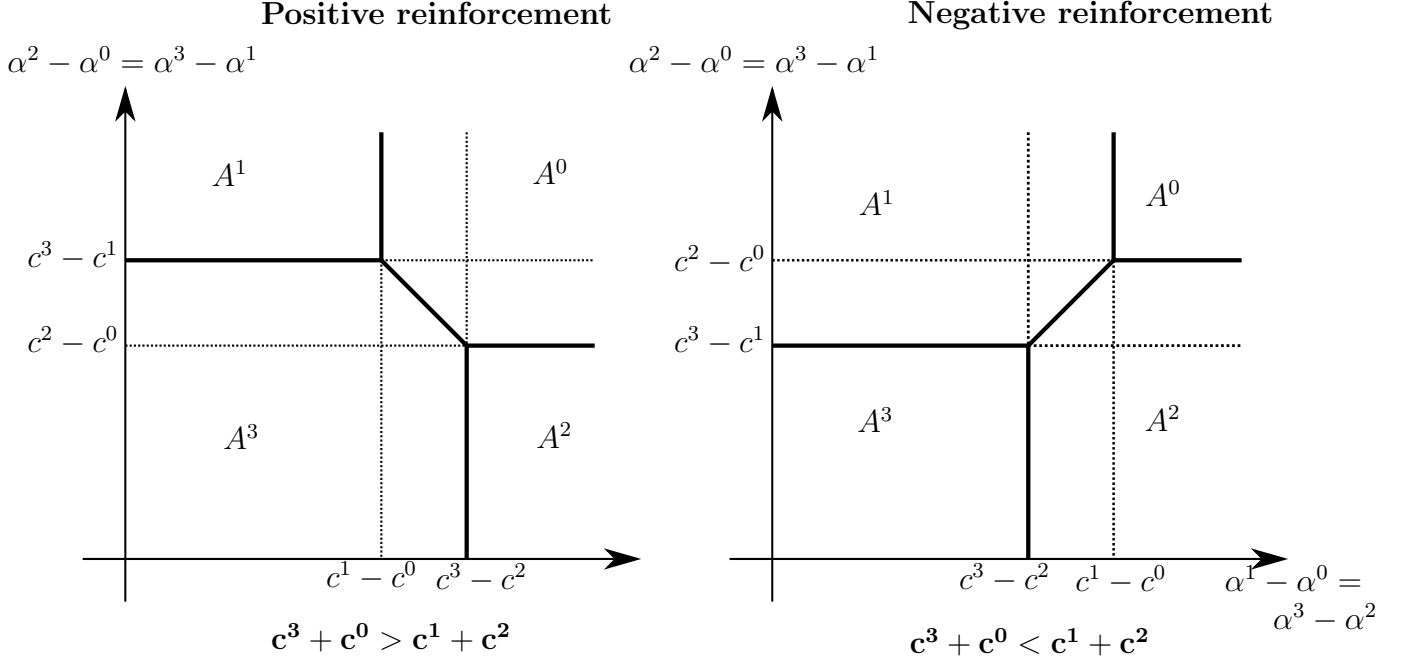 Positive reinforcement
α² − α⁰ = α³ − α¹
A¹
A⁰
c³ − c¹
c² − c⁰
A³
A²
c¹ − c⁰
c³ − c²
c³ + c⁰ > c¹ + c²
Negative reinforcement
α² − α⁰ = α³ − α¹
A¹
A⁰
c² − c⁰
c³ − c¹
A³
A²
c³ − c²
c¹ − c⁰
α¹ − α⁰ =
α³ − α²
c³ + c⁰ < c¹ + c²